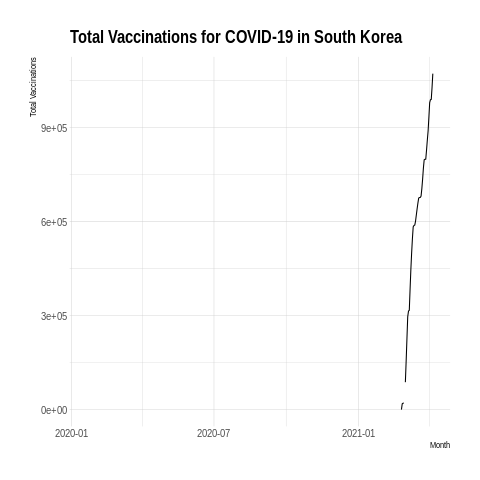 Total Vaccinations for COVID-19 in South Korea
Total Vaccinations
9e+05
6e+05
3e+05
0e+00
2020-01
2020-07
2021-01
Month